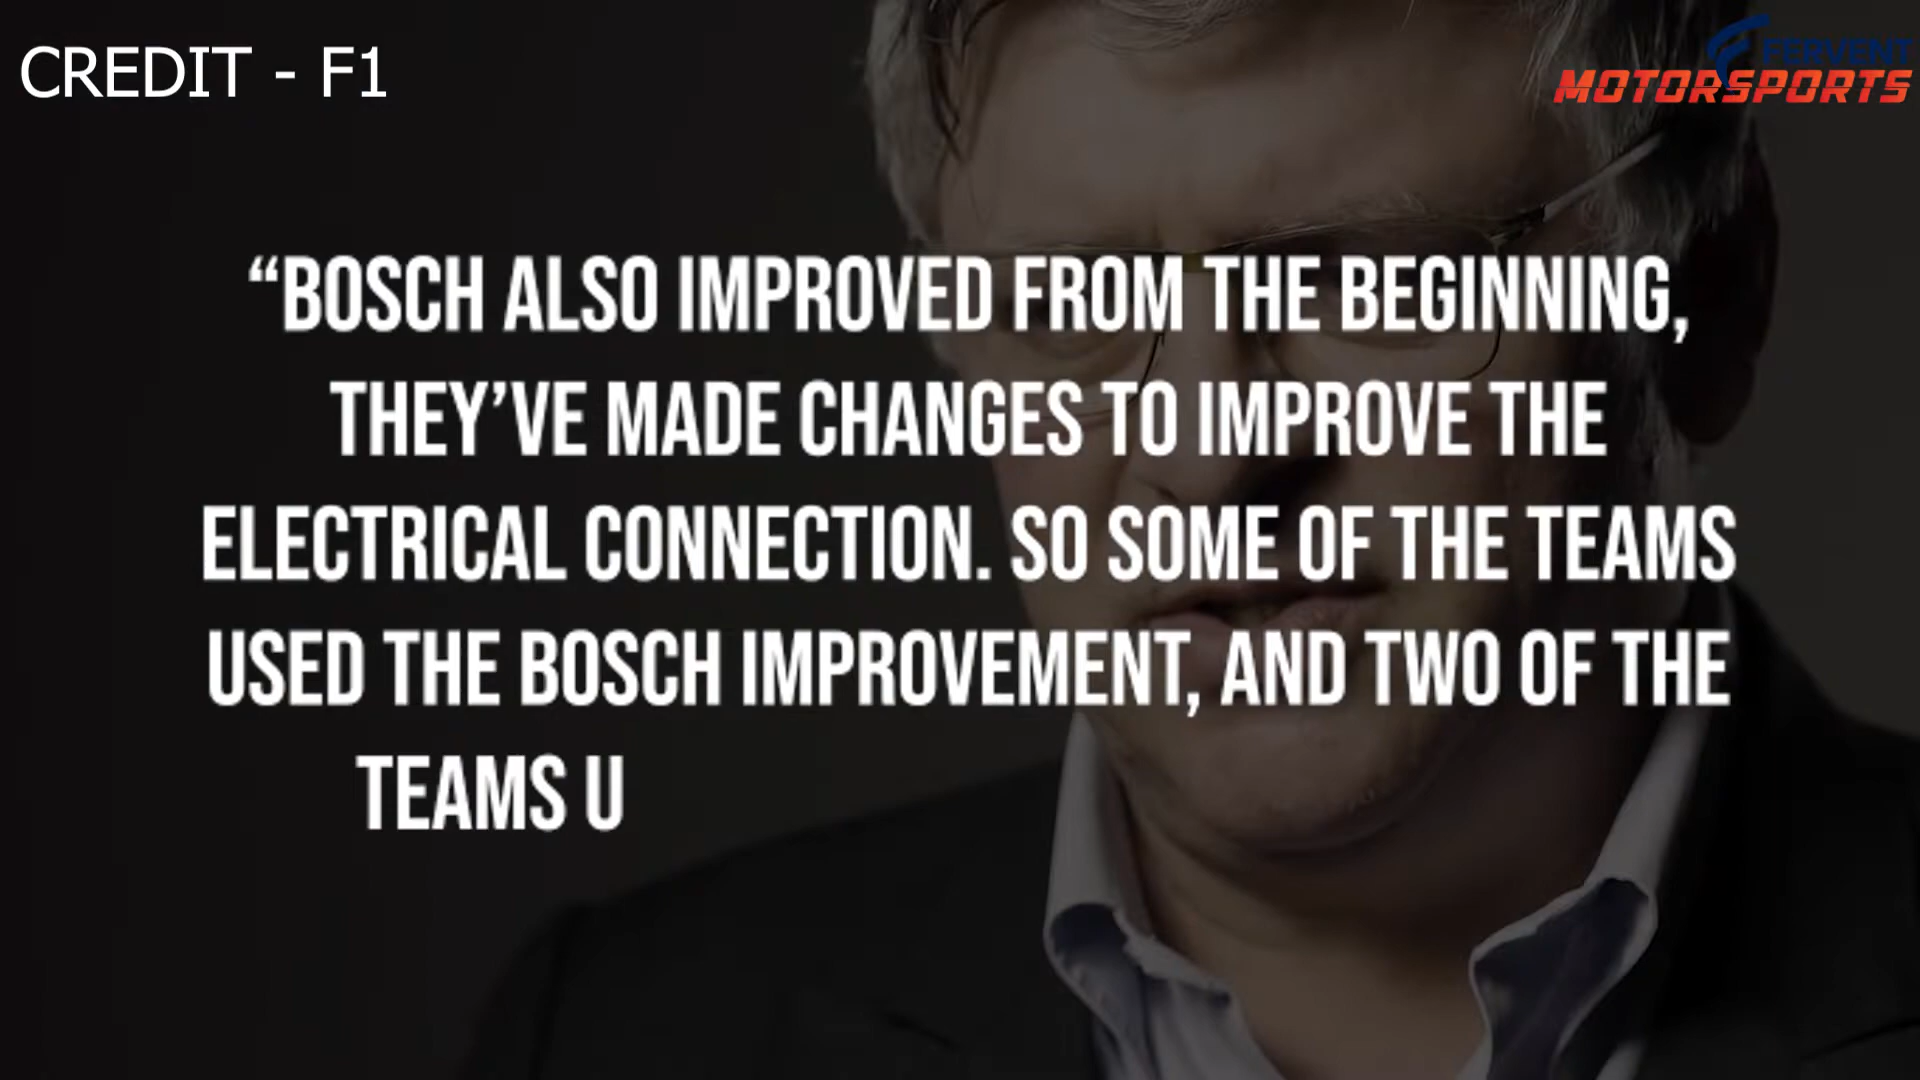 CREDIT - F1
FERVENT
MOTORSPORTS
“BOSCH ALSO IMPROVED FROM THE BEGINNING,
THEY’VE MADE CHANGES TO IMPROVE THE
ELECTRICAL CONNECTION. SO SOME OF THE TEAMS
USED THE BOSCH IMPROVEMENT, AND TWO OF THE
TEAMS U